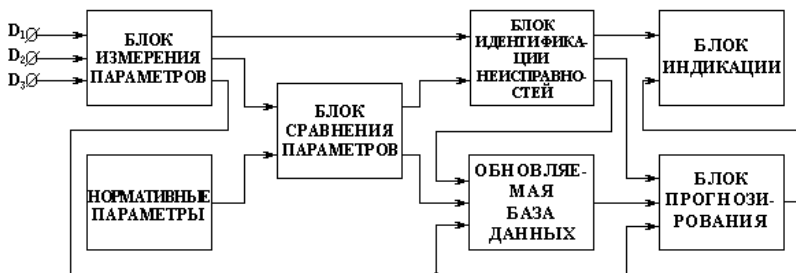 D1
D2
D3
БЛОК
ИЗМЕРЕНИЯ
ПАРАМЕТРОВ
БЛОК
ИДЕНТИФИКА-
ЦИИ
НЕИСПРАВНО-
СТЕЙ
БЛОК
ИНДИКАЦИИ
БЛОК
СРАВНЕНИЯ
ПАРАМЕТРОВ
НОРМАТИВНЫЕ
ПАРАМЕТРЫ
ОБНОВЛЯЕ-
МАЯ
БАЗА
ДАННЫХ
БЛОК
ПРОГНОЗИ-
РОВАНИЯ